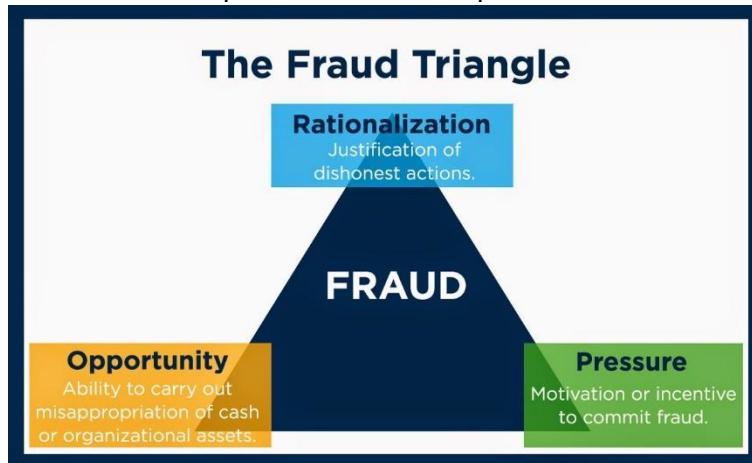 The Fraud Triangle
Rationalization
Justification of
dishonest actions.
FRAUD
Opportunity
Ability to carry out
misappropriation of cash
or organizational assets.
Pressure
Motivation or incentive
to commit fraud.